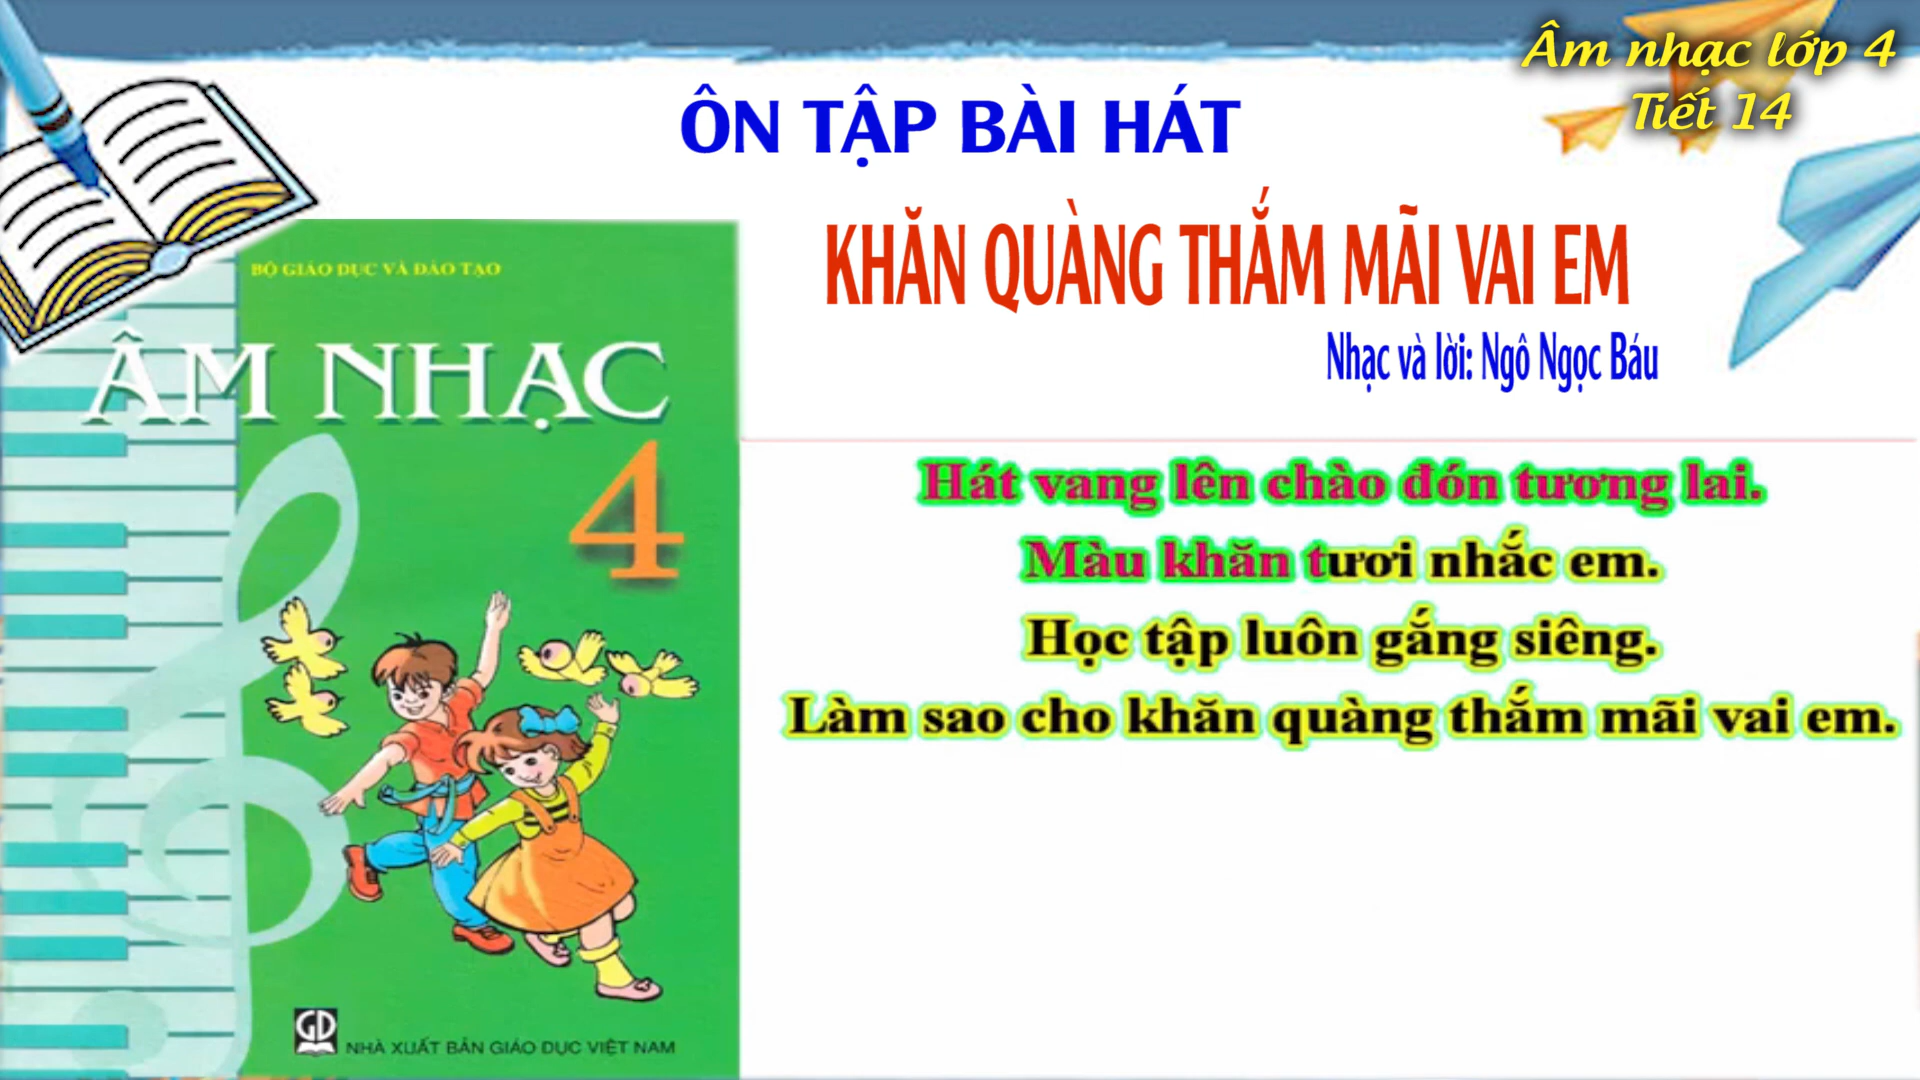 Âm nhạc lớp 4
Tiết 14
ÔN TẬP BÀI HÁT
KHĂN QUÀNG THẮM MÃI VAI EM
Nhạc và lời: Ngô Ngọc Báu
BỘ GIÁO DỤC VÀ ĐÀO TẠO
ÂM NHẠC
4
Hát vang lên chào đón tương lai.
Màu khăn tươi nhắc em.
Học tập luôn gắng siêng.
Làm sao cho khăn quàng thắm mãi vai em.
GD
NHÀ XUẤT BẢN GIÁO DỤC VIỆT NAM